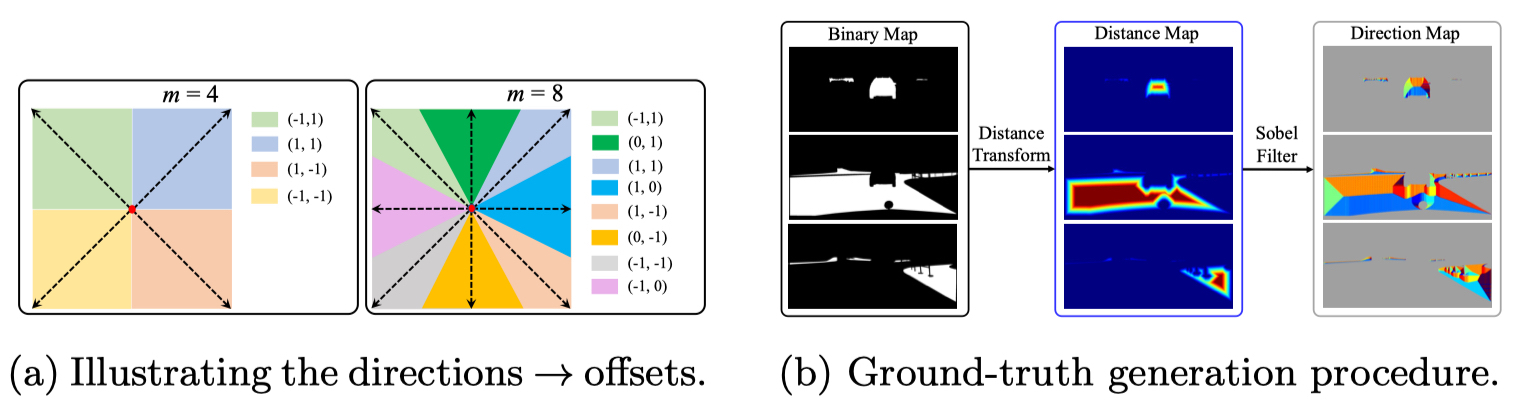 m = 4
(-1,1)
(1, 1)
(1, -1)
(-1, -1)
m = 8
(-1,1)
(0, 1)
(1, 1)
(1, 0)
(1, -1)
(0, -1)
(-1, -1)
(-1, 0)
(a) Illustrating the directions → offsets.
Binary Map
Distance
Transform
Distance Map
Sobel
Filter
Direction Map
(b) Ground-truth generation procedure.